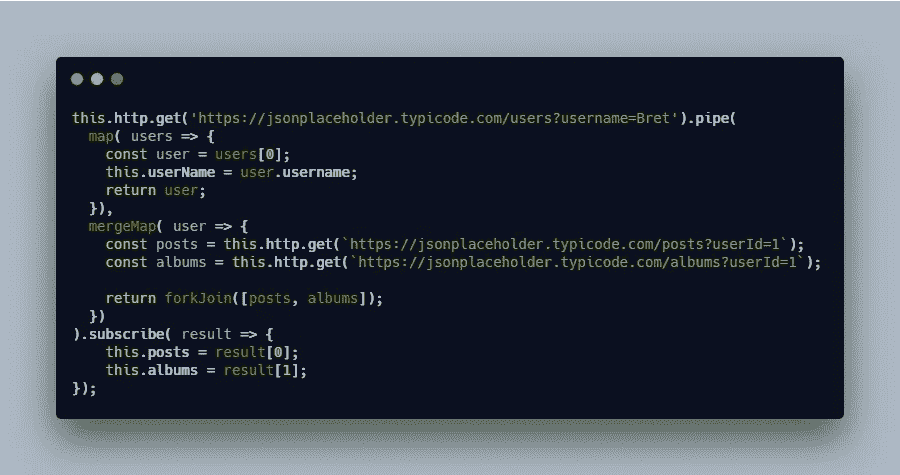 this.http.get('https://jsonplaceholder.typicode.com/users?username=Bret').pipe(
  map( users => {
    const user = users[0];
    this.userName = user.username;
    return user;
  }),
  mergeMap( user => {
    const posts = this.http.get(`https://jsonplaceholder.typicode.com/posts?userId=1`);
    const albums = this.http.get(`https://jsonplaceholder.typicode.com/albums?userId=1`);

    return forkJoin([posts, albums]);
  })
).subscribe( result => {
    this.posts = result[0];
    this.albums = result[1];
});